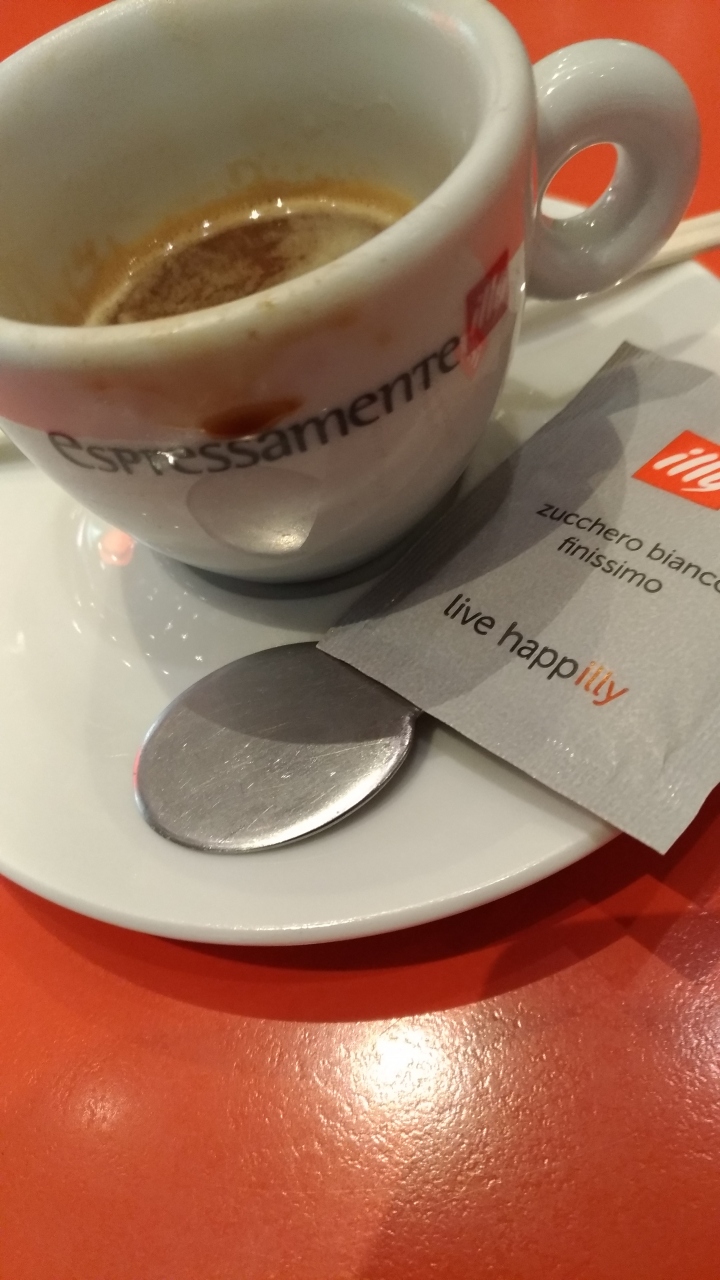 espressamente illy
illy
zucchero bianco
finissimo
live happilly